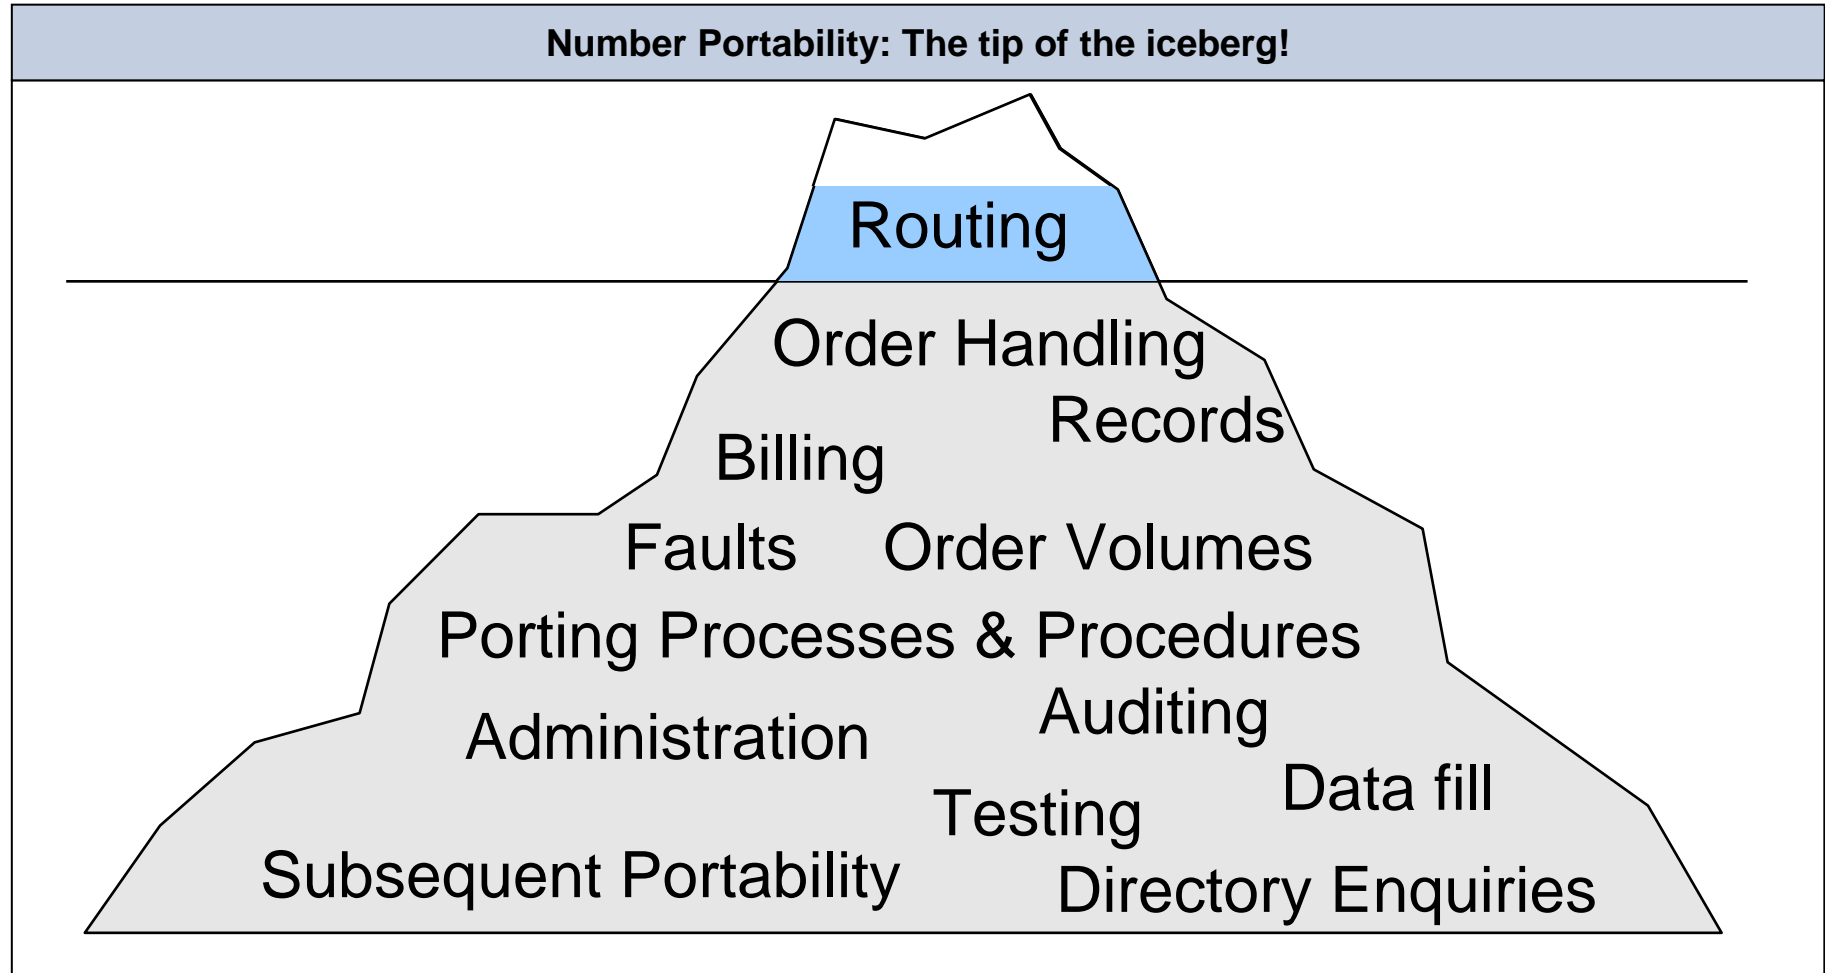 Number Portability: The tip of the iceberg!
Routing
Order Handling
Records
Billing
Faults
Order Volumes
Porting Processes & Procedures
Auditing
Administration
Data fill
Testing
Subsequent Portability
Directory Enquiries